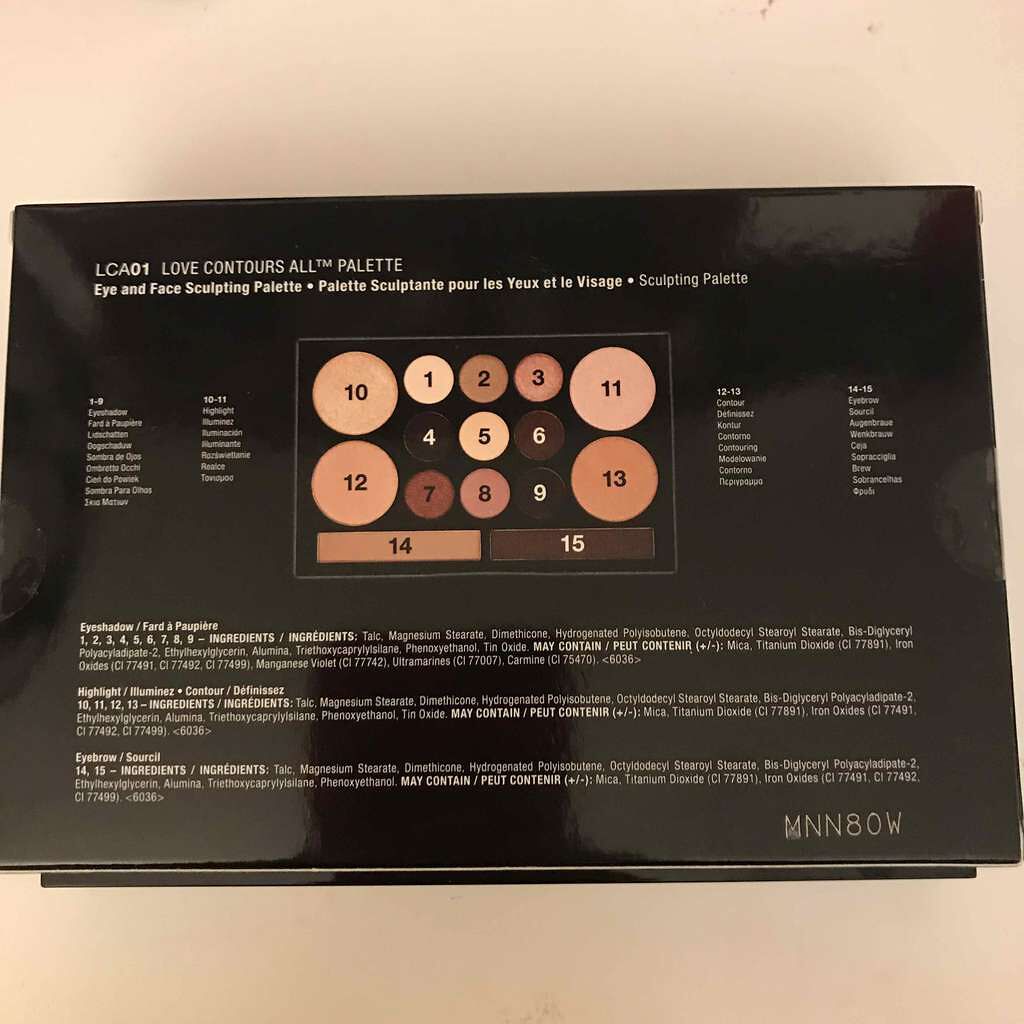 LCA01 LOVE CONTOURS ALL™ PALETTE
Eye and Face Sculpting Palette • Palette Sculptante pour les Yeux et le Visage • Sculpting Palette
1-9
Eyeshadow
Fard à Paupière
Lidschatten
Oogschaduw
Sombra de Ojos
Ombretto Occhi
Cień do Powiek
Sombra Para Olhos
Σκια Ματιων
10-11
Highlight
Illuminez
Iluminación
Illuminante
Rozświetlanie
Realce
Τονισμοσ
10
1
2
3
11
4
5
6
12
7
8
9
13
14
15
12-13
Contour
Définissez
Kontur
Contorno
Contouring
Modelowanie
Contorno
Περιγραμμα
14-15
Eyebrow
Sourcil
Augenbraue
Wenkbrauw
Ceja
Sopracciglia
Brew
Sobrancelhas
Φρυδι
Eyeshadow / Fard à Paupière
1, 2, 3, 4, 5, 6, 7, 8, 9 – INGREDIENTS / INGRÉDIENTS: Talc, Magnesium Stearate, Dimethicone, Hydrogenated Polyisobutene, Octyldodecyl Stearoyl Stearate, Bis-Diglyceryl
Polyacyladipate-2, Ethylhexylglycerin, Alumina, Triethoxycaprylylsilane, Phenoxyethanol, Tin Oxide. MAY CONTAIN / PEUT CONTENIR (+/-): Mica, Titanium Dioxide (CI 77891), Iron
Oxides (CI 77491, CI 77492, CI 77499), Manganese Violet (CI 77742), Ultramarines (CI 77007), Carmine (CI 75470). <6036>
Highlight / Illuminez • Contour / Définissez
10, 11, 12, 13 – INGREDIENTS / INGRÉDIENTS: Talc, Magnesium Stearate, Dimethicone, Hydrogenated Polyisobutene, Octyldodecyl Stearoyl Stearate, Bis-Diglyceryl Polyacyladipate-2,
Ethylhexylglycerin, Alumina, Triethoxycaprylylsilane, Phenoxyethanol, Tin Oxide. MAY CONTAIN / PEUT CONTENIR (+/-): Mica, Titanium Dioxide (CI 77891), Iron Oxides (CI 77491,
CI 77492, CI 77499). <6036>
Eyebrow / Sourcil
14, 15 – INGREDIENTS / INGRÉDIENTS: Talc, Magnesium Stearate, Dimethicone, Hydrogenated Polyisobutene, Octyldodecyl Stearoyl Stearate, Bis-Diglyceryl Polyacyladipate-2,
Ethylhexylglycerin, Alumina, Triethoxycaprylylsilane, Phenoxyethanol. MAY CONTAIN / PEUT CONTENIR (+/-): Mica, Titanium Dioxide (CI 77891), Iron Oxides (CI 77491, CI 77492,
CI 77499). <6036>
MNN80W